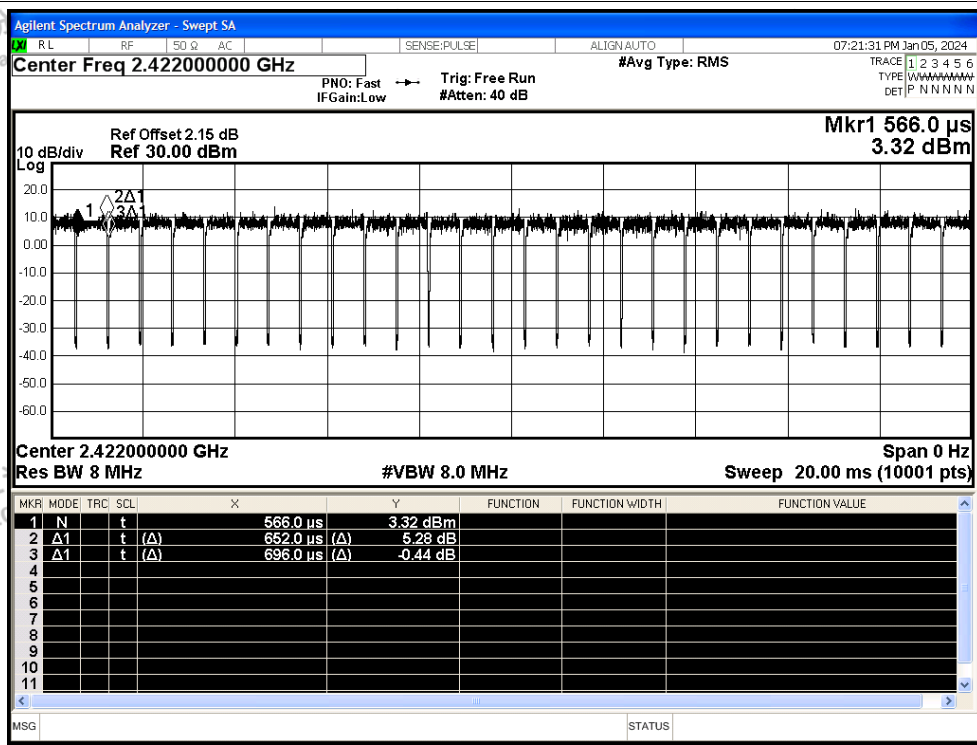 Agilent Spectrum Analyzer - Swept SA
LXI RL RF 50 Ω AC SENSE:PULSE ALIGN AUTO 07:21:31 PM Jan 05, 2024
Center Freq 2.422000000 GHz
PNO: Fast
IFGain:Low
Trig: Free Run
#Atten: 40 dB
#Avg Type: RMS
TRACE 1 2 3 4 5 6
TYPE
DET P N N N N N
Ref Offset 2.15 dB
10 dB/div Ref 30.00 dBm
Log
Mkr1 566.0 µs
3.32 dBm
20.0
10.0
0.00
-10.0
-20.0
-30.0
-40.0
-50.0
-60.0
1
2Δ1
3Δ1
Center 2.422000000 GHz Span 0 Hz
Res BW 8 MHz #VBW 8.0 MHz Sweep 20.00 ms (10001 pts)
MKR MODE TRC SCL X Y FUNCTION FUNCTION WIDTH FUNCTION VALUE
1 N t 566.0 µs 3.32 dBm
2 Δ1 t (Δ) 652.0 µs (Δ) 5.28 dB
3 Δ1 t (Δ) 696.0 µs (Δ) -0.44 dB
4
5
6
7
8
9
10
11
MSG STATUS